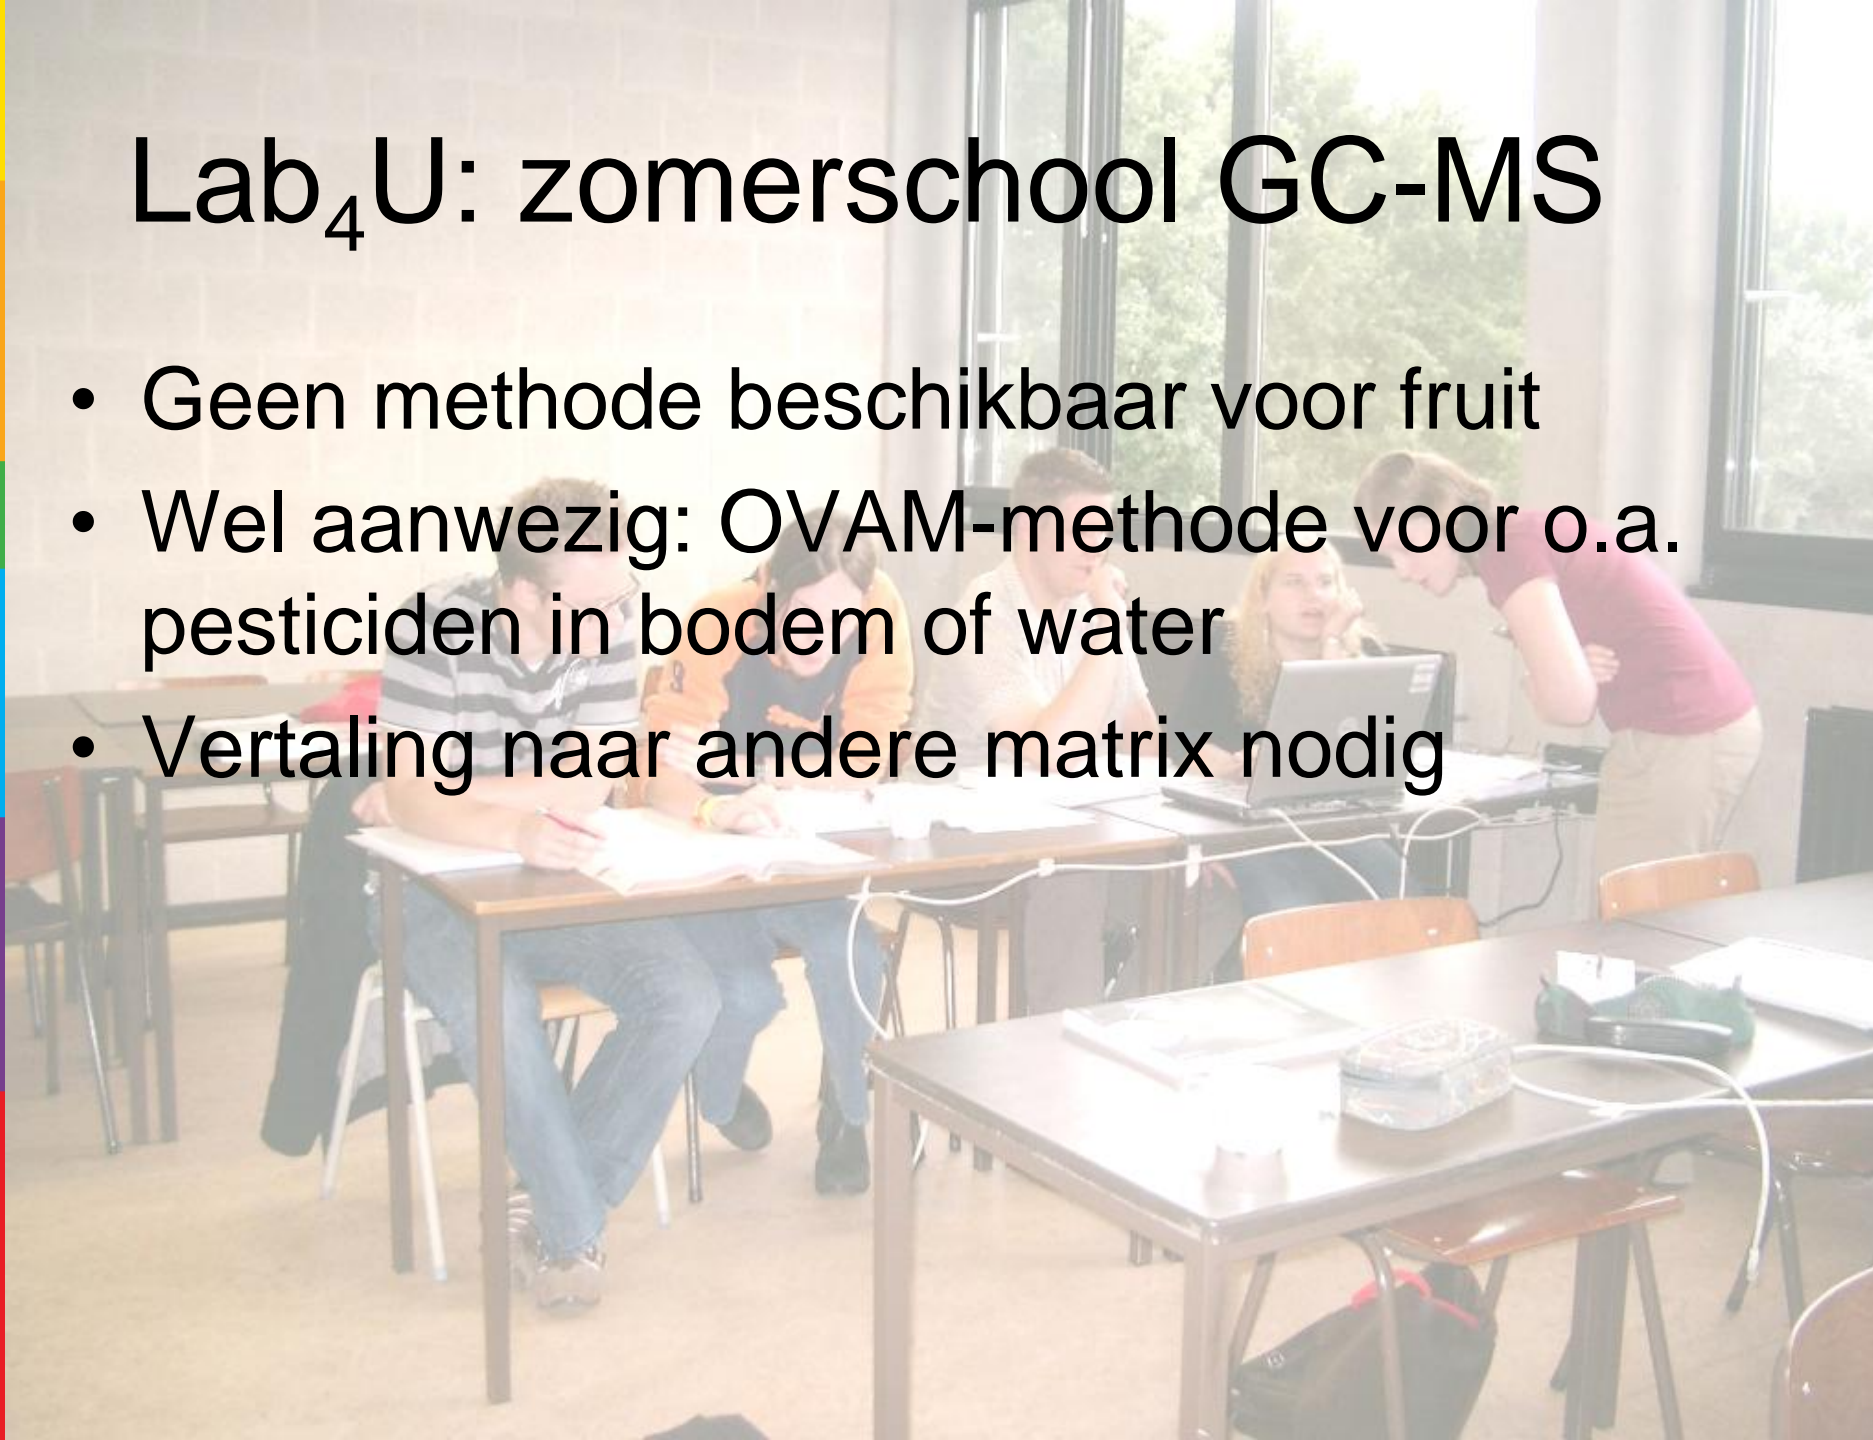 Lab₄U: zomerschool GC-MS
• Geen methode beschikbaar voor fruit
• Wel aanwezig: OVAM-methode voor o.a.
pesticiden in bodem of water
• Vertaling naar andere matrix nodig